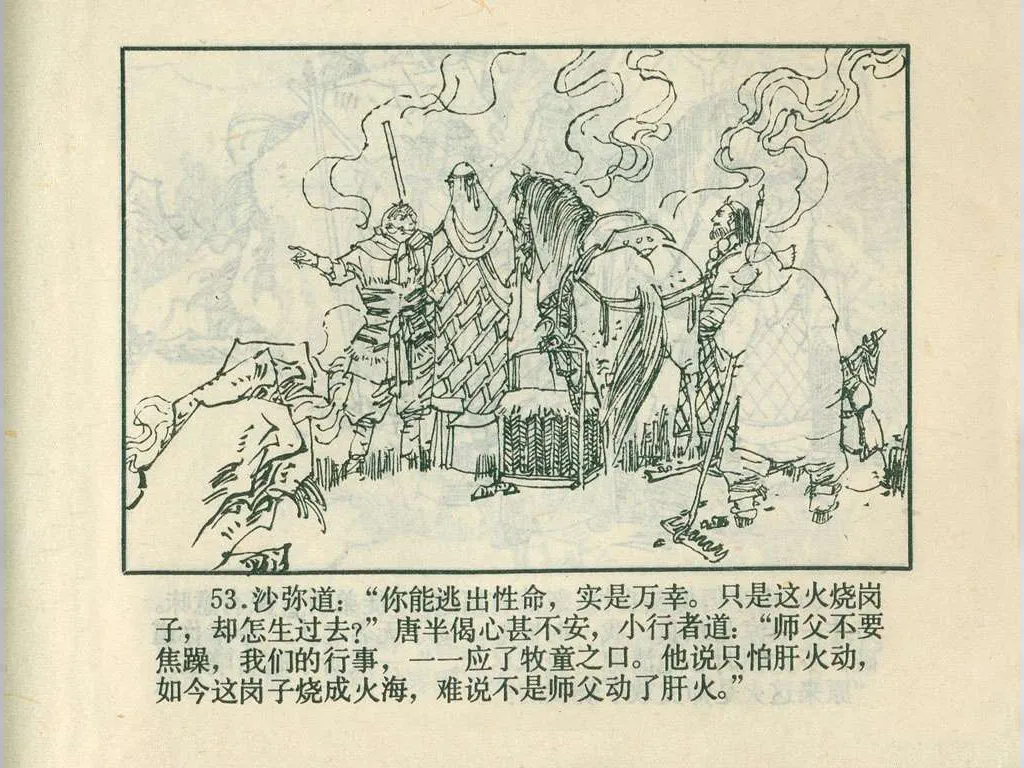 53.沙弥道：“你能逃出性命，实是万幸。只是这火烧岗
子，却怎生过去？”唐半偈心甚不安，小行者道：“师父不要
焦躁，我们的行事，一一应了牧童之口。他说只怕肝火动，
如今这岗子烧成火海，难说不是师父动了肝火。”